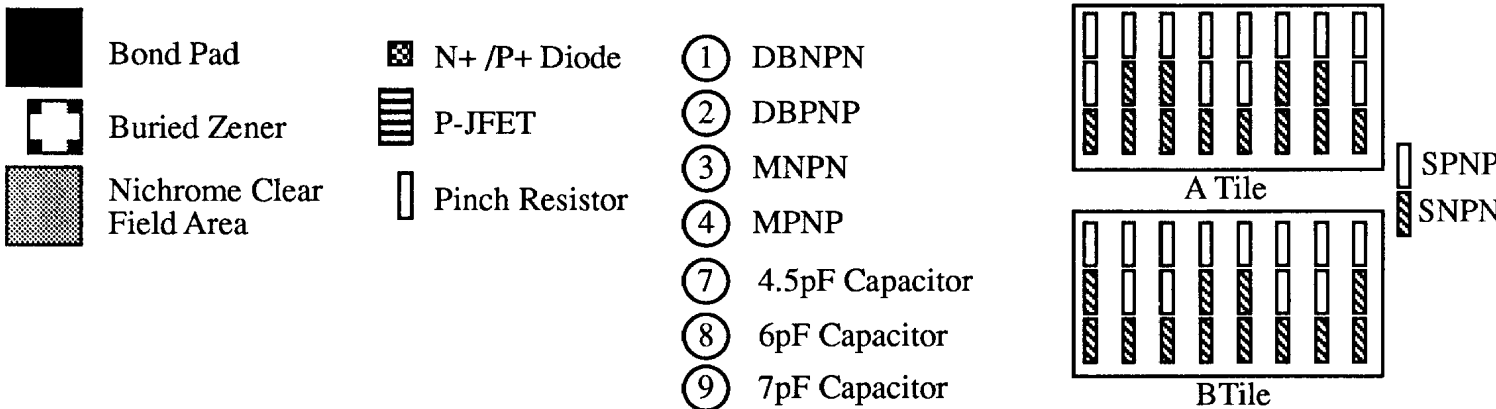 Bond Pad
Buried Zener
Nichrome Clear
Field Area
N+ /P+ Diode
P-JFET
Pinch Resistor
1 DBNPN
2 DBPNP
3 MNPN
4 MPNP
7 4.5pF Capacitor
8 6pF Capacitor
9 7pF Capacitor
A Tile
SPNP
SNPN
BTile